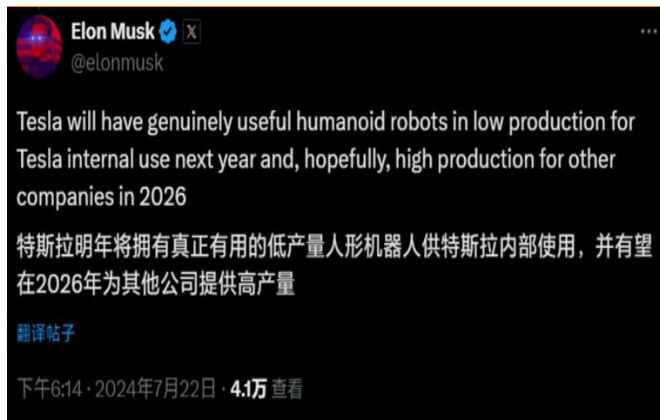 Elon Musk
@elonmusk
Tesla will have genuinely useful humanoid robots in low production for
Tesla internal use next year and, hopefully, high production for other
companies in 2026
特斯拉明年将拥有真正有用的低产量人形机器人供特斯拉内部使用，并有望
在2026年为其他公司提供高产量
翻译帖子
下午6:14 · 2024年7月22日 · 4.1万 查看